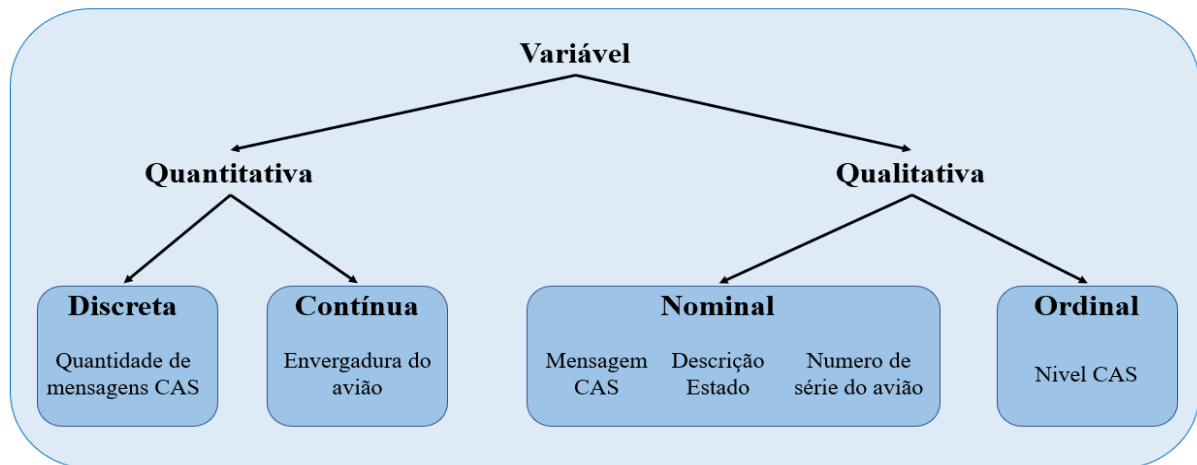 Variável
Quantitativa
Qualitativa
Discreta
Quantidade de
mensagens CAS
Contínua
Envergadura do
avião
Nominal
Mensagem
CAS
Descrição
Estado
Numero de
série do avião
Ordinal
Nivel CAS